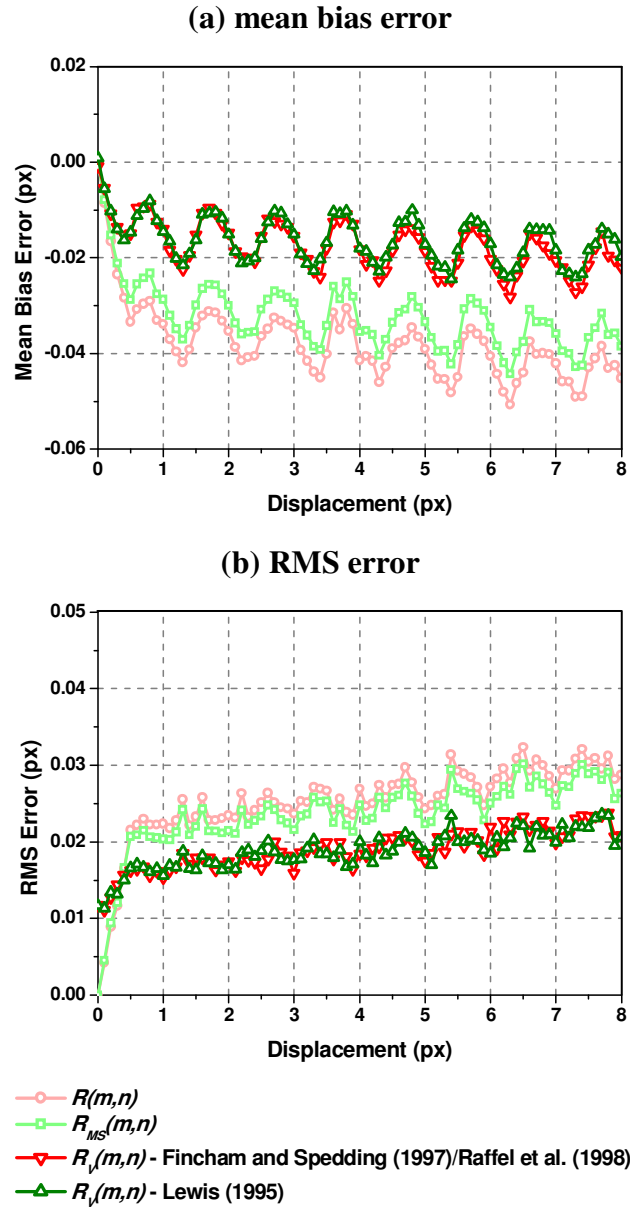 (a) mean bias error
0.02
0.00
-0.02
-0.04
-0.06
Mean Bias Error (px)
0 1 2 3 4 5 6 7 8
Displacement (px)
(b) RMS error
0.05
0.04
0.03
0.02
0.01
0.00
RMS Error (px)
0 1 2 3 4 5 6 7 8
Displacement (px)
R(m,n)
R_MS(m,n)
R_V(m,n) - Fincham and Spedding (1997)/Raffel et al. (1998)
R_V(m,n) - Lewis (1995)